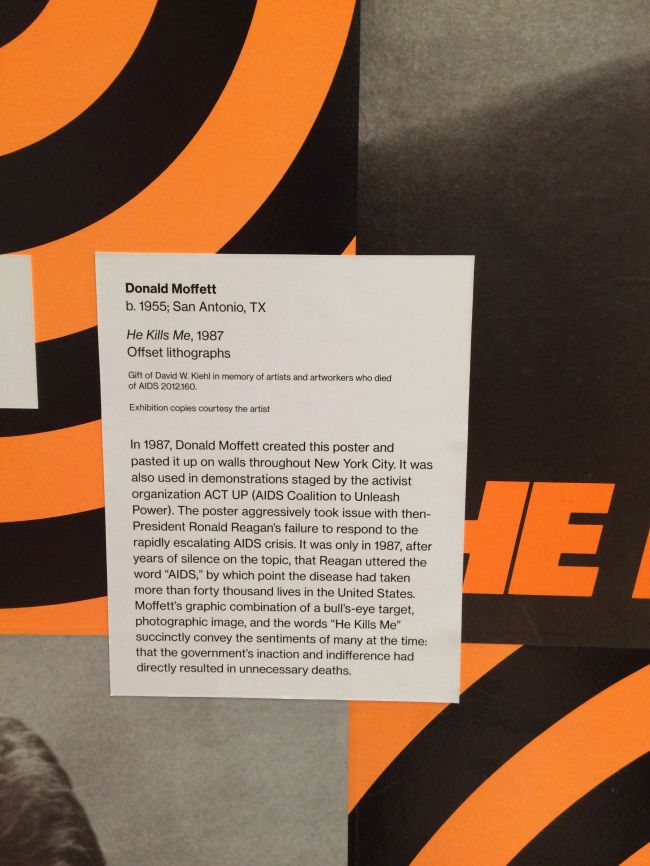 Donald Moffett
b. 1955; San Antonio, TX
He Kills Me, 1987
Offset lithographs
Gift of David W. Kiehl in memory of artists and artworkers who died
of AIDS 2012.160.
Exhibition copies courtesy the artist
In 1987, Donald Moffett created this poster and
pasted it up on walls throughout New York City. It was
also used in demonstrations staged by the activist
organization ACT UP (AIDS Coalition to Unleash
Power). The poster aggressively took issue with then-
President Ronald Reagan's failure to respond to the
rapidly escalating AIDS crisis. It was only in 1987, after
years of silence on the topic, that Reagan uttered the
word “AIDS,” by which point the disease had taken
more than forty thousand lives in the United States.
Moffett's graphic combination of a bull's-eye target,
photographic image, and the words “He Kills Me”
succinctly convey the sentiments of many at the time:
that the government's inaction and indifference had
directly resulted in unnecessary deaths.
HE